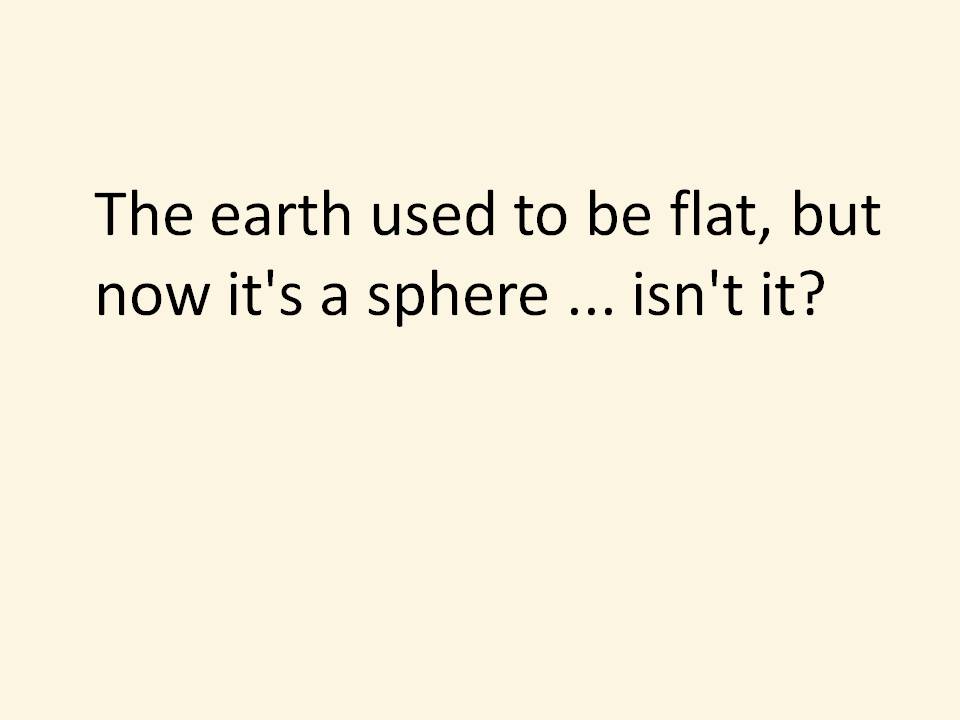 The earth used to be flat, but
now it's a sphere ... isn't it?